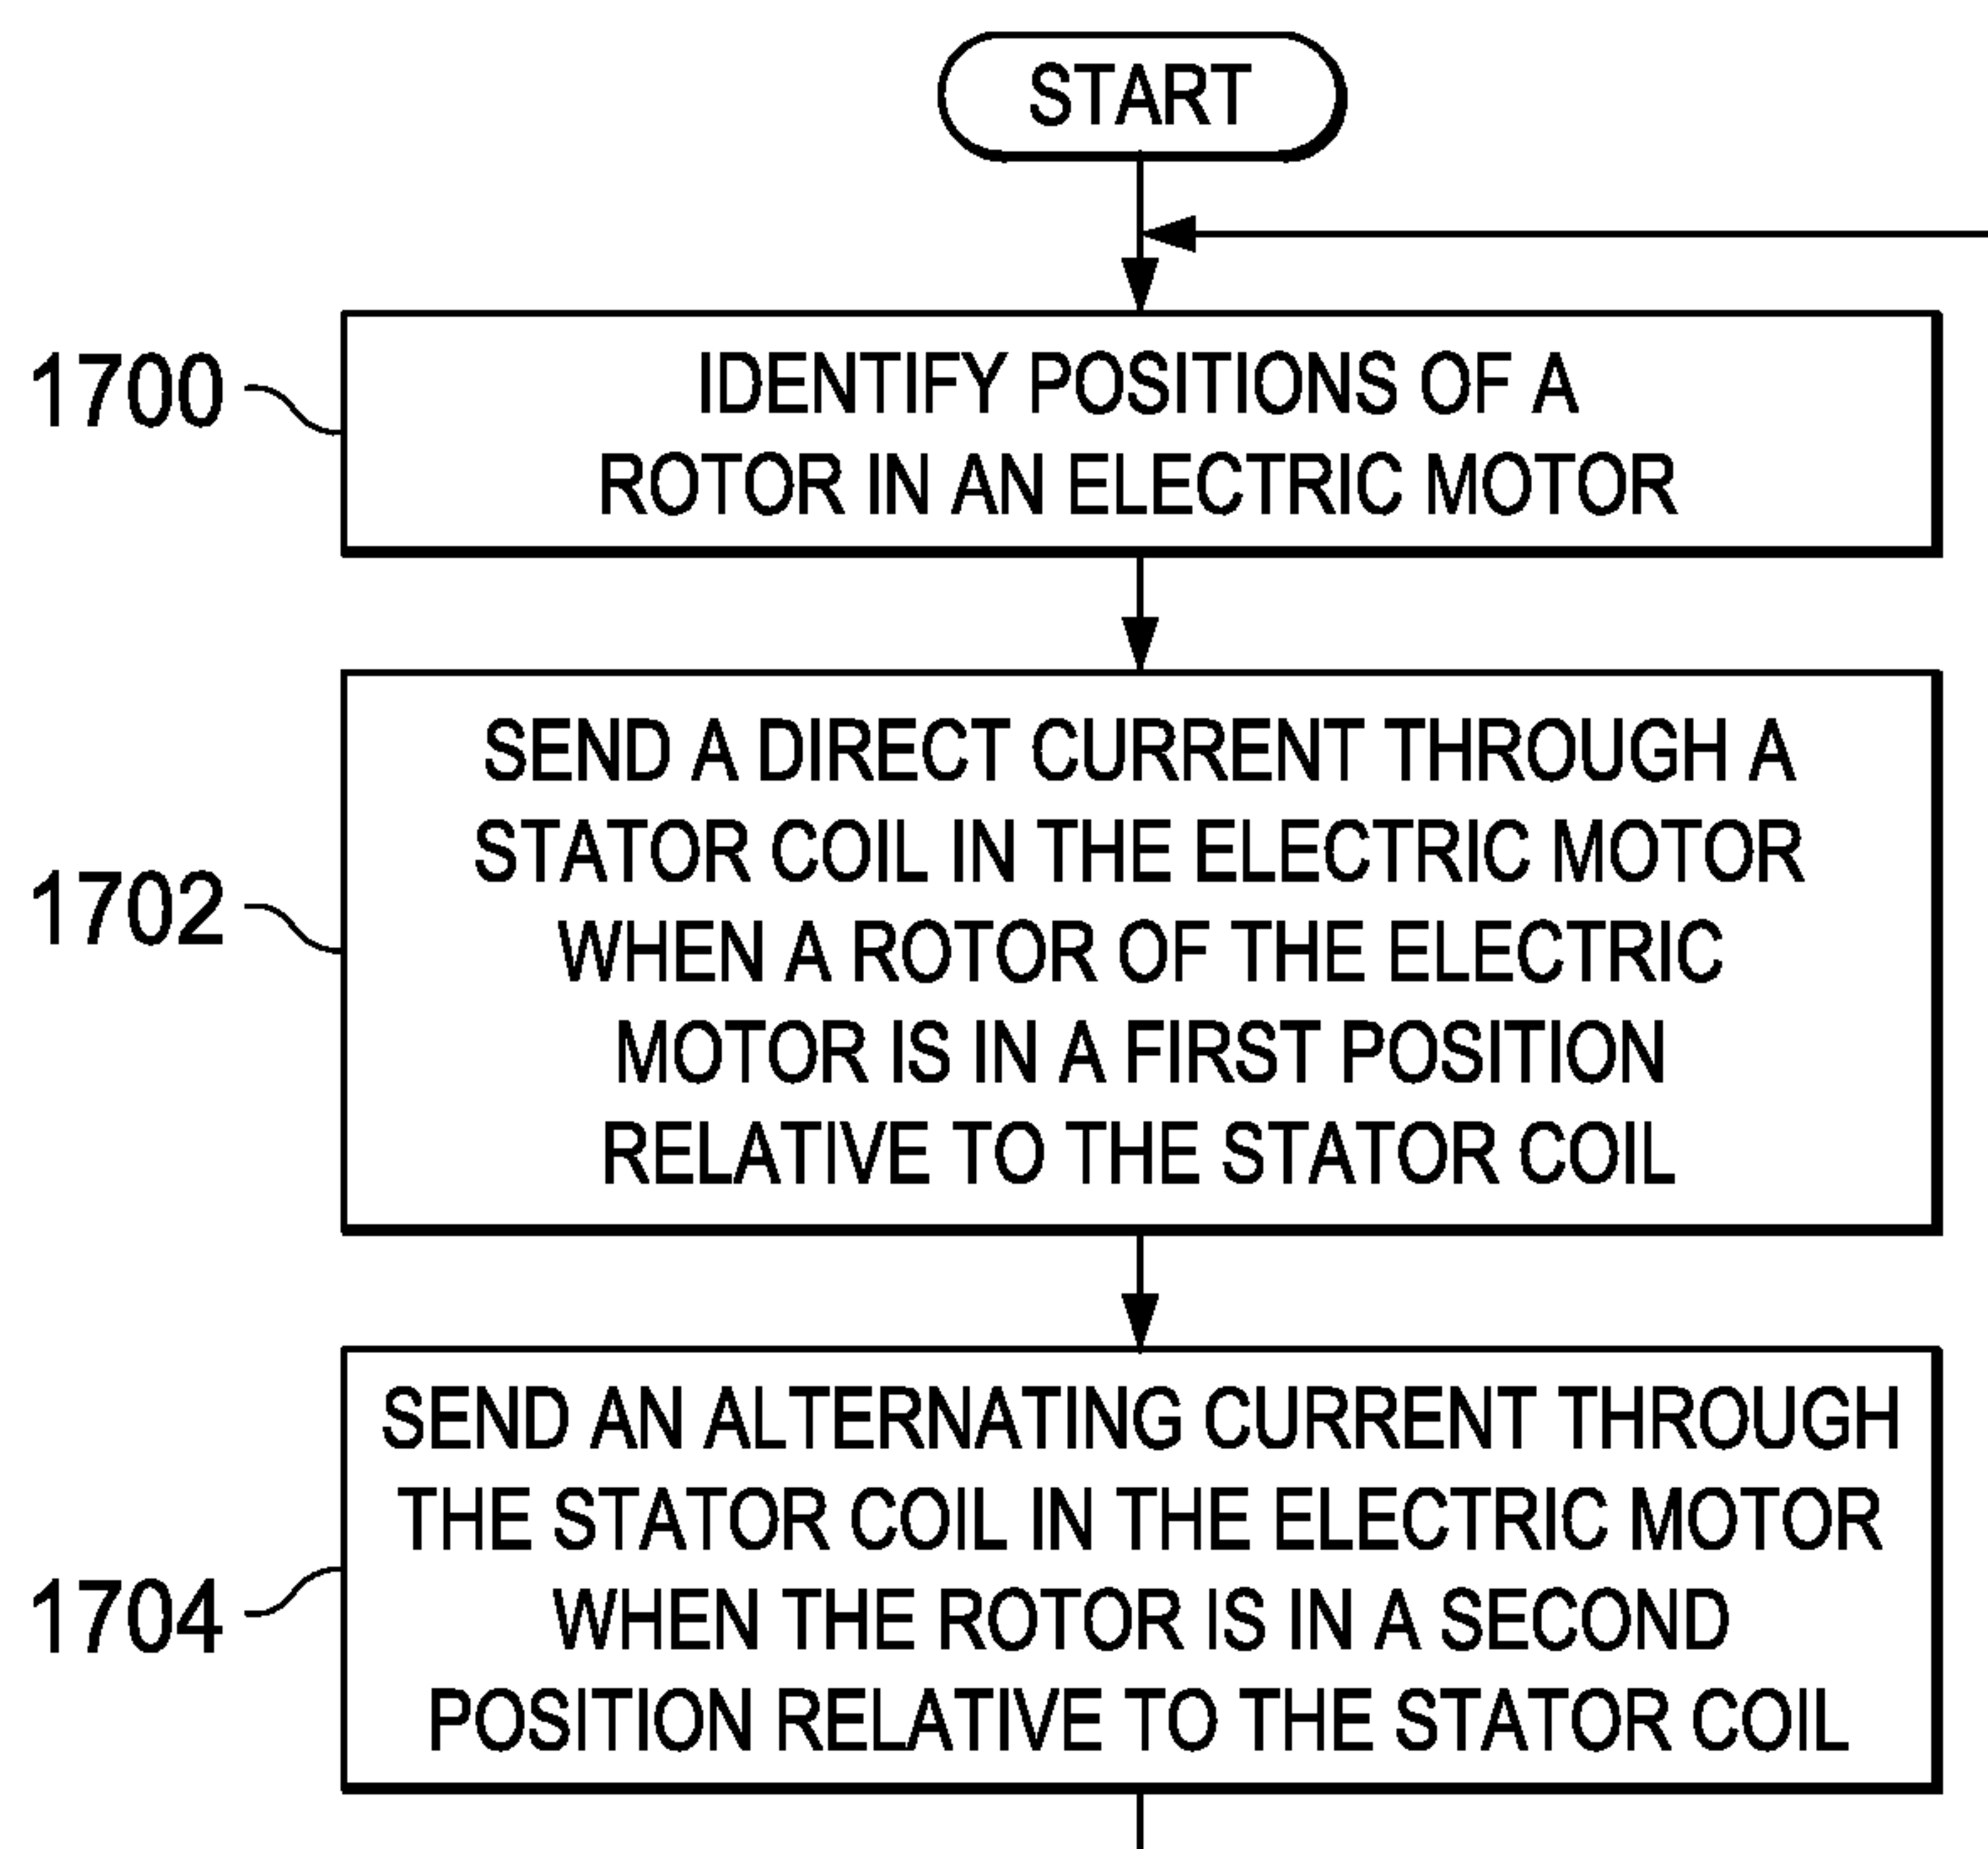 START
1700
IDENTIFY POSITIONS OF A
ROTOR IN AN ELECTRIC MOTOR
1702
SEND A DIRECT CURRENT THROUGH A
STATOR COIL IN THE ELECTRIC MOTOR
WHEN A ROTOR OF THE ELECTRIC
MOTOR IS IN A FIRST POSITION
RELATIVE TO THE STATOR COIL
1704
SEND AN ALTERNATING CURRENT THROUGH
THE STATOR COIL IN THE ELECTRIC MOTOR
WHEN THE ROTOR IS IN A SECOND
POSITION RELATIVE TO THE STATOR COIL